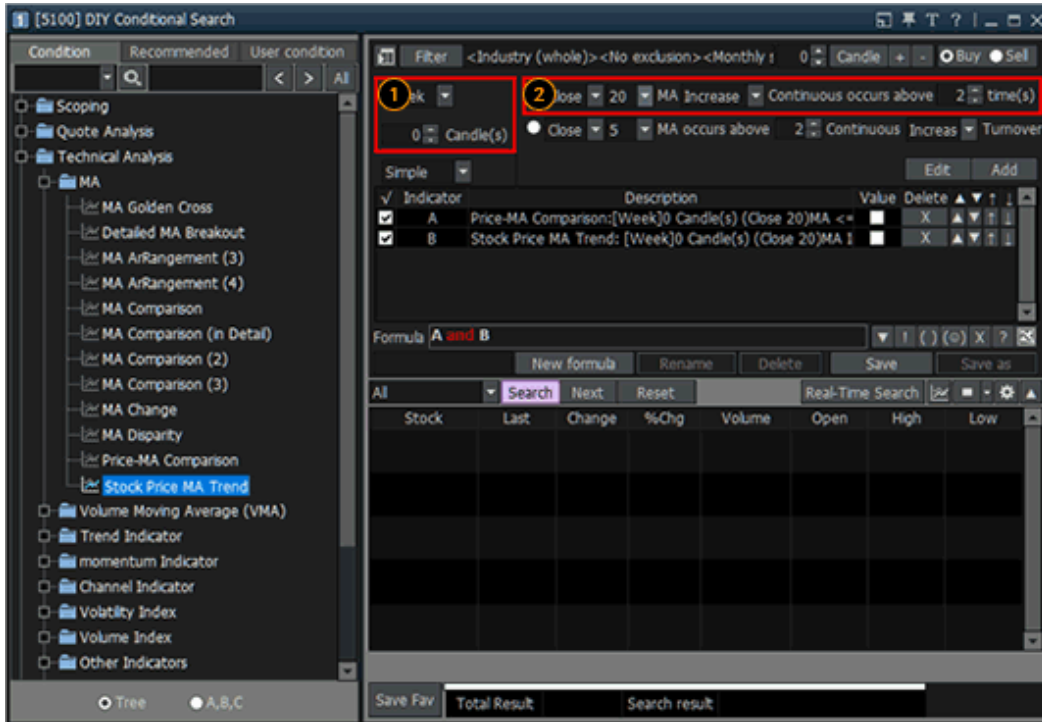 1 [5100] DIY Conditional Search T ?
Condition Recommended User condition
< > All
Scoping
Quote Analysis
Technical Analysis
MA
MA Golden Cross
Detailed MA Breakout
MA ArRangement (3)
MA ArRangement (4)
MA Comparison
MA Comparison (in Detail)
MA Comparison (2)
MA Comparison (3)
MA Change
MA Disparity
Price-MA Comparison
Stock Price MA Trend
Volume Moving Average (VMA)
Trend Indicator
momentum Indicator
Channel Indicator
Volatility Index
Volume Index
Other Indicators
Tree A,B,C
Filter <Industry (whole)><No exclusion><Monthly 0 Candle + - Buy Sell
1 ek
0 Candle(s)
2 lose 20 MA Increase Continuous occurs above 2 time(s)
Close 5 MA occurs above 2 Continuous Increas Turnover
Simple Edit Add
√ Indicator Description Value Delete ▲ ▼ ↑ ↓
A Price-MA Comparison:[Week]0 Candle(s) (Close 20)MA <= X ▲ ▼ ↑ ↓
B Stock Price MA Trend: [Week]0 Candle(s) (Close 20)MA I X ▲ ▼ ↑ ↓
Formula A and B ▼ ! ( ) (☺) X ?
New formula Rename Delete Save Save as
All Search Next Reset Real-Time Search
Stock Last Change %Chg Volume Open High Low
Save Fav Total Result Search result